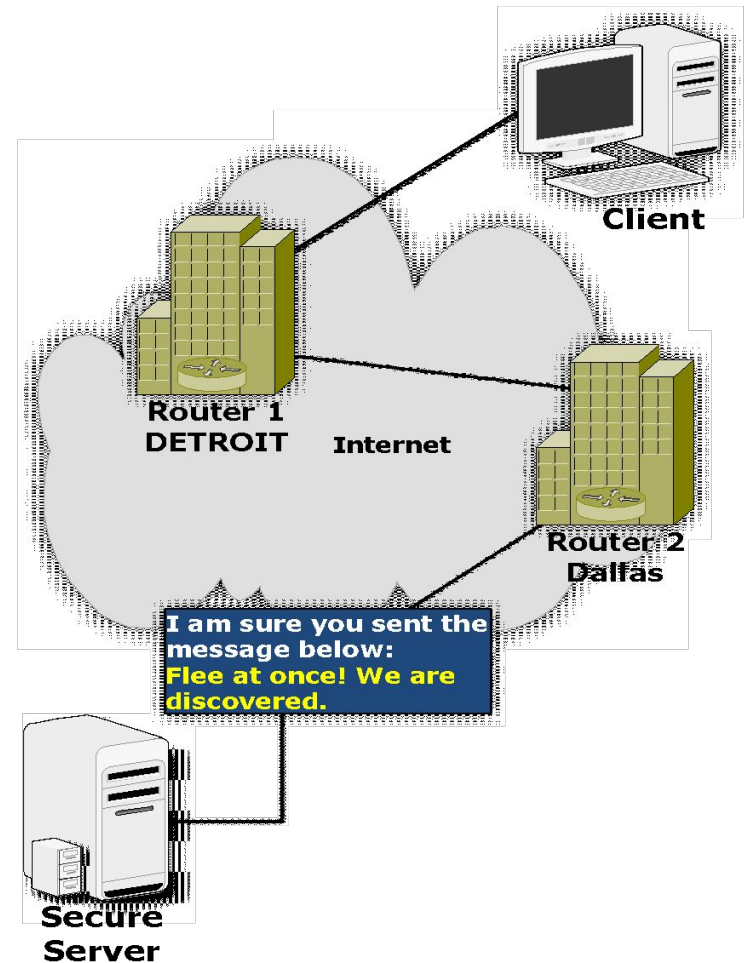 Client
Router 1
DETROIT
Internet
Router 2
Dallas
I am sure you sent the
message below:
Flee at once! We are
discovered.
Secure
Server